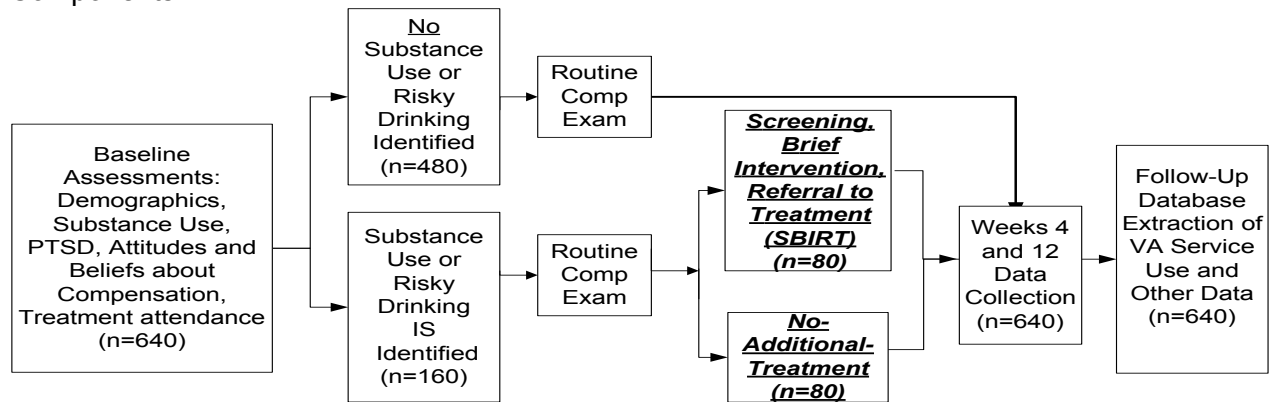 Baseline
Assessments:
Demographics,
Substance Use,
PTSD, Attitudes and
Beliefs about
Compensation,
Treatment attendance
(n=640)
No
Substance
Use or
Risky
Drinking
Identified
(n=480)
Routine
Comp
Exam
Substance
Use or
Risky
Drinking
IS
Identified
(n=160)
Routine
Comp
Exam
Screening,
Brief
Intervention,
Referral to
Treatment
(SBIRT)
(n=80)
No-
Additional-
Treatment
(n=80)
Weeks 4
and 12
Data
Collection
(n=640)
Follow-Up
Database
Extraction of
VA Service
Use and
Other Data
(n=640)